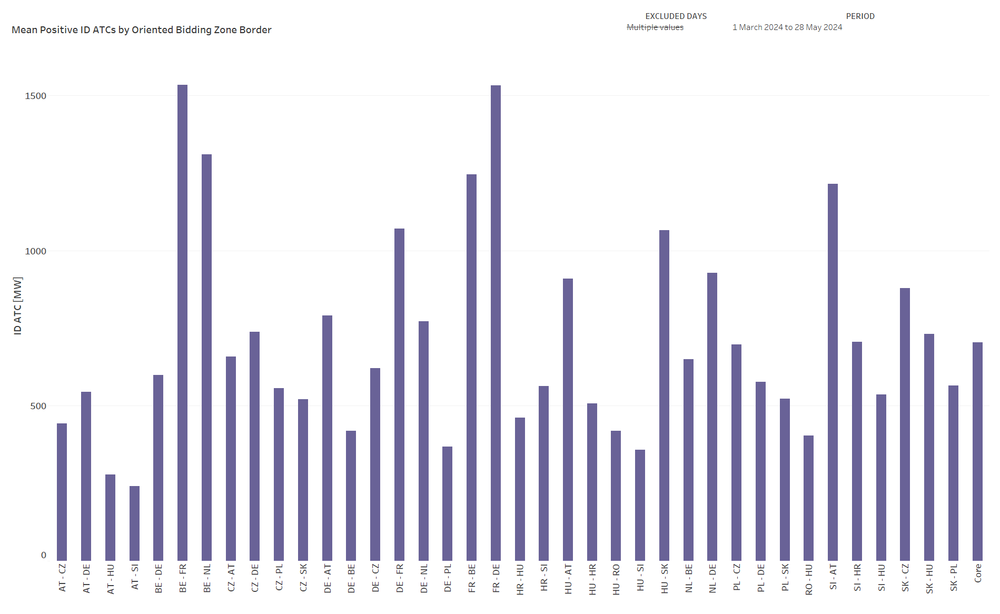 EXCLUDED DAYS
PERIOD
Mean Positive ID ATCs by Oriented Bidding Zone Border
Multiple values
1 March 2024 to 28 May 2024
1500
1000
500
0
ID ATC [MW]
AT - CZ
AT - DE
AT - HU
AT - SI
BE - DE
BE - FR
BE - NL
CZ - AT
CZ - DE
CZ - PL
CZ - SK
DE - AT
DE - BE
DE - CZ
DE - FR
DE - NL
DE - PL
FR - BE
FR - DE
HR - HU
HR - SI
HU - AT
HU - HR
HU - RO
HU - SI
HU - SK
NL - BE
NL - DE
PL - CZ
PL - DE
PL - SK
RO - HU
SI - AT
SI - HR
SI - HU
SK - CZ
SK - HU
SK - PL
Core